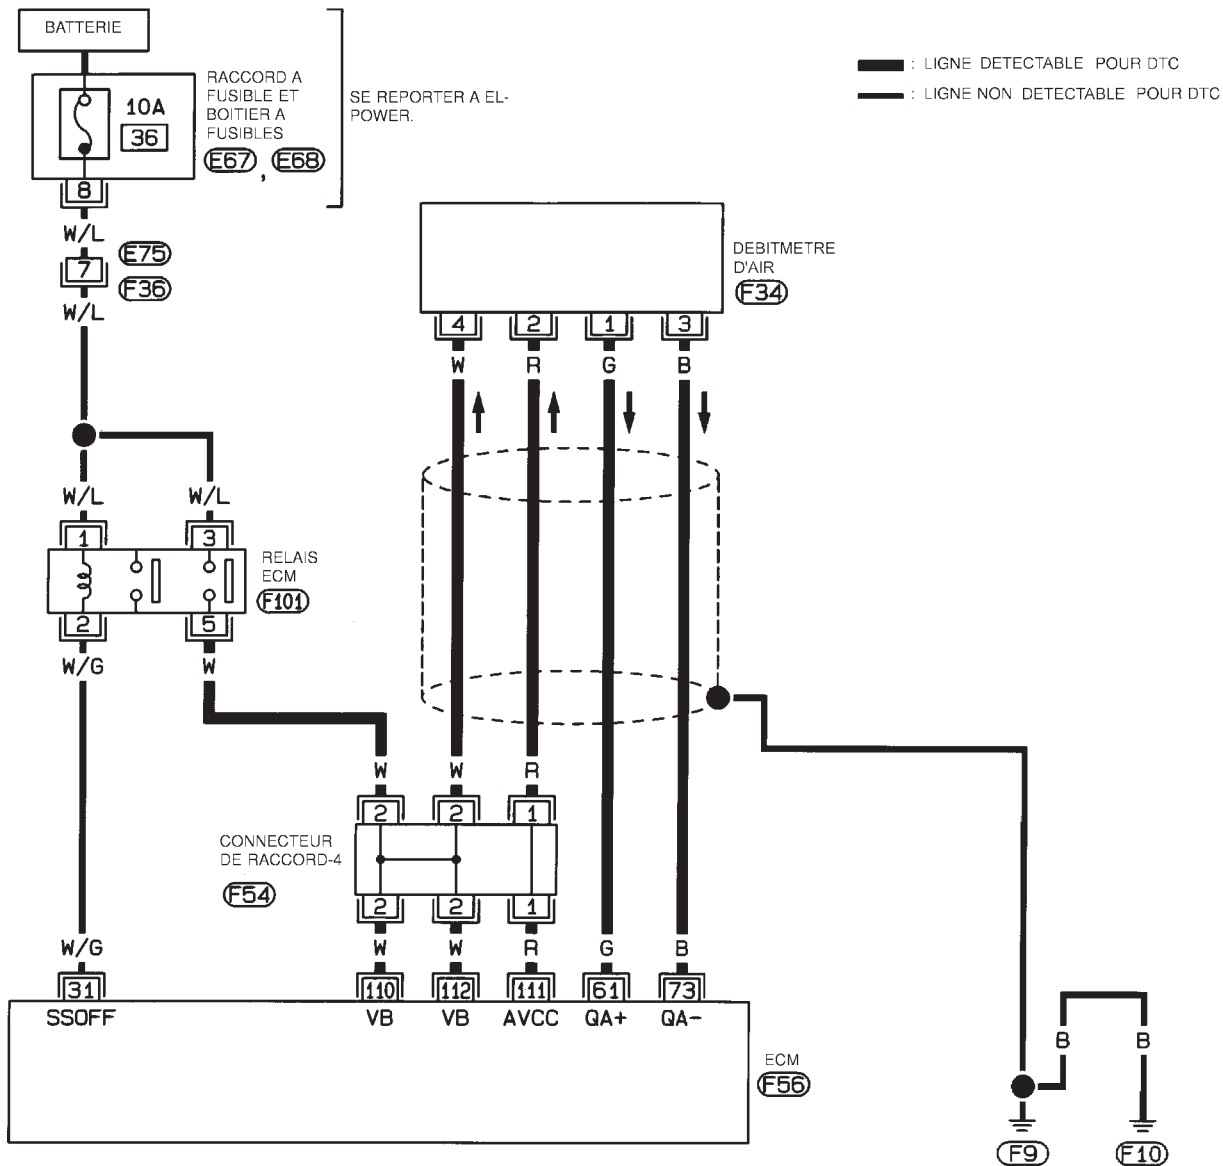 BATTERIE
10A
36
RACCORD A
FUSIBLE ET
BOITIER A
FUSIBLES
E67 , E68
SE REPORTER A EL-
POWER.
: LIGNE DETECTABLE POUR DTC
: LIGNE NON DETECTABLE POUR DTC
8
W/L
E75
7
F36
W/L
DEBITMETRE
D'AIR
F34
4 2 1 3
W R G B
W/L W/L
1 3
RELAIS
ECM
F101
2 5
W/G W
W W R
2 2 1
CONNECTEUR
DE RACCORD-4
F54
2 2 1
W/G W W R G B
31 110 112 111 61 73
SSOFF VB VB AVCC QA+ QA-
ECM
F56
B B
F9 F10